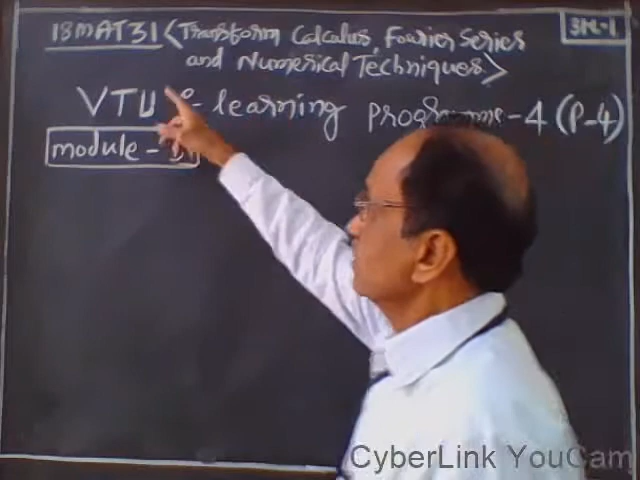 18MAT31 <Transform Calculus, Fourier Series
3M-1
and Numerical Techniques>
VTU e-learning programme-4 (P-4)
module -
CyberLink YouCam